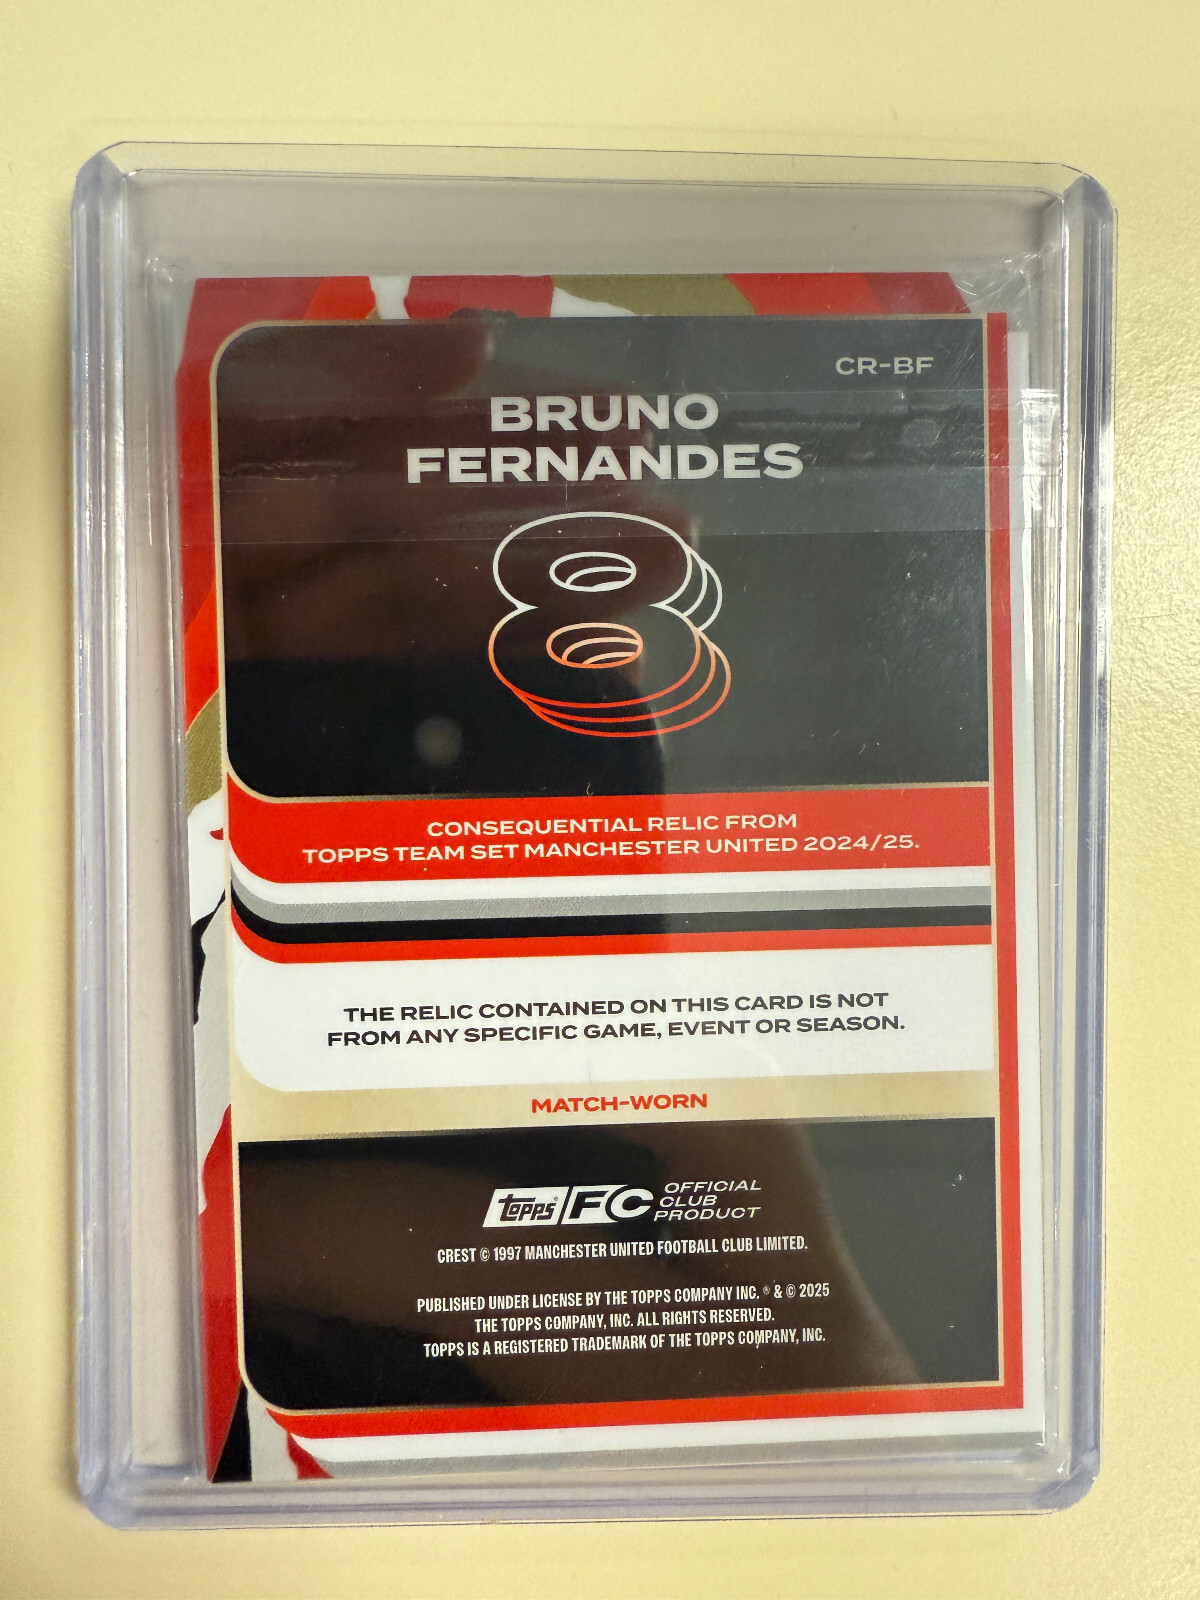 CR-BF
BRUNO
FERNANDES
8
CONSEQUENTIAL RELIC FROM
TOPPS TEAM SET MANCHESTER UNITED 2024/25.
THE RELIC CONTAINED ON THIS CARD IS NOT
FROM ANY SPECIFIC GAME, EVENT OR SEASON.
MATCH-WORN
topps® FC OFFICIAL
CLUB
PRODUCT
CREST © 1997 MANCHESTER UNITED FOOTBALL CLUB LIMITED.
PUBLISHED UNDER LICENSE BY THE TOPPS COMPANY INC. ® & © 2025
THE TOPPS COMPANY, INC. ALL RIGHTS RESERVED.
TOPPS IS A REGISTERED TRADEMARK OF THE TOPPS COMPANY, INC.